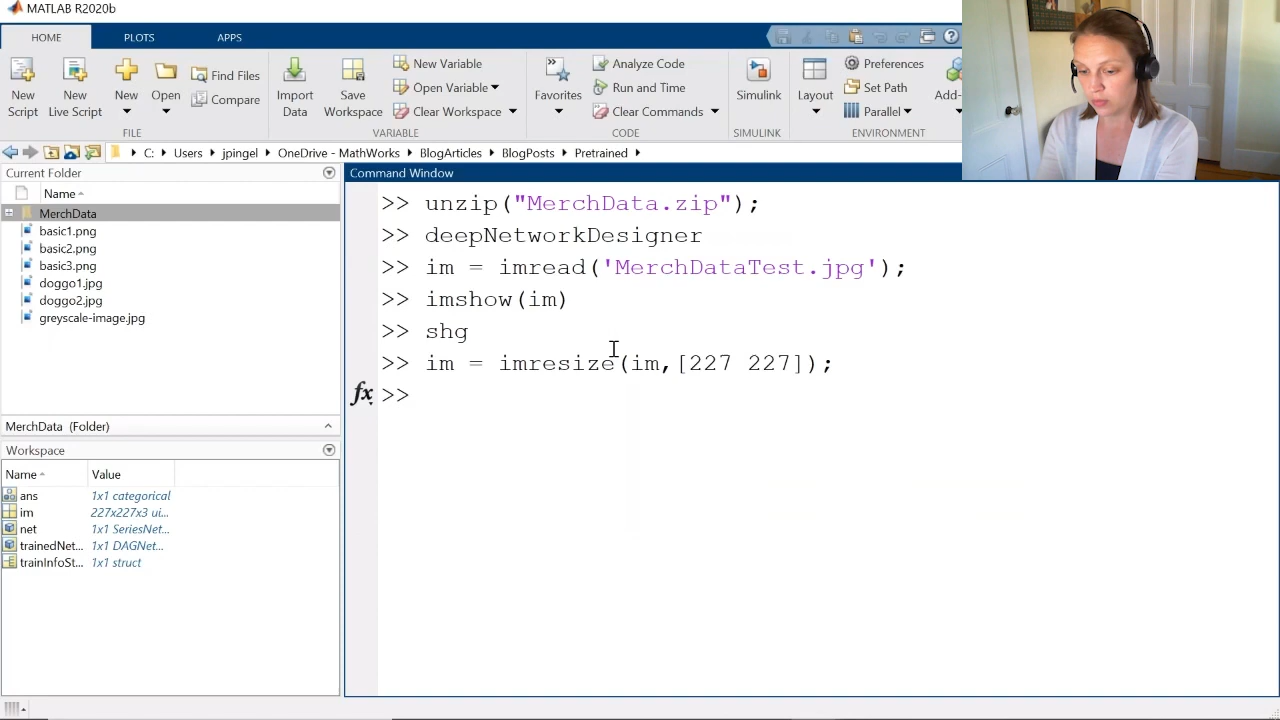 MATLAB R2020b
HOME
PLOTS
APPS
New
Script
New
Live Script
New
Open
Find Files
Compare
FILE
Import
Data
Save
Workspace
New Variable
Open Variable
Clear Workspace
VARIABLE
Favorites
Analyze Code
Run and Time
Clear Commands
CODE
Simulink
SIMULINK
Layout
Preferences
Set Path
Parallel
Add-
ENVIRONMENT
C: Users jpingel OneDrive - MathWorks BlogArticles BlogPosts Pretrained
Current Folder
Name
MerchData
basic1.png
basic2.png
basic3.png
doggo1.jpg
doggo2.jpg
greyscale-image.jpg
MerchData (Folder)
Workspace
Name Value
ans 1x1 categorical
im 227x227x3 ui...
net 1x1 SeriesNet...
trainedNet... 1x1 DAGNet...
trainInfoSt... 1x1 struct
Command Window
>> unzip("MerchData.zip");
>> deepNetworkDesigner
>> im = imread('MerchDataTest.jpg');
>> imshow(im)
>> shg
>> im = imresize(im,[227 227]);
fx >>